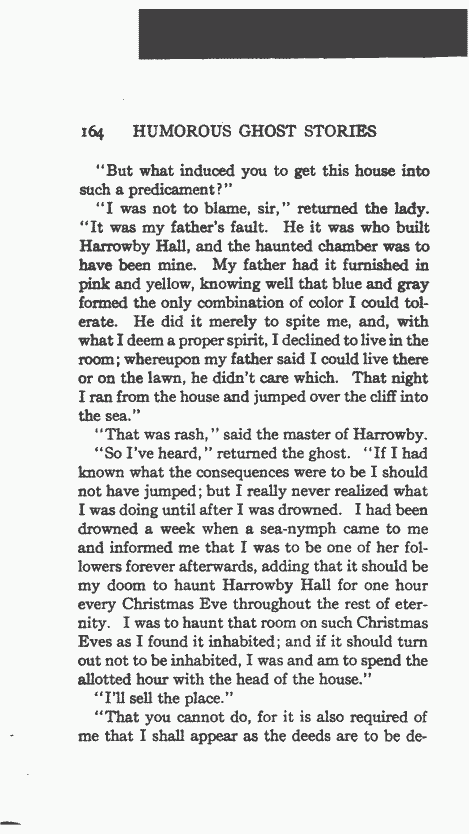 164 HUMOROUS GHOST STORIES
"But what induced you to get this house into
such a predicament?"
"I was not to blame, sir," returned the lady.
"It was my father's fault. He it was who built
Harrowby Hall, and the haunted chamber was to
have been mine. My father had it furnished in
pink and yellow, knowing well that blue and gray
formed the only combination of color I could tol-
erate. He did it merely to spite me, and, with
what I deem a proper spirit, I declined to live in the
room; whereupon my father said I could live there
or on the lawn, he didn't care which. That night
I ran from the house and jumped over the cliff into
the sea."
"That was rash," said the master of Harrowby.
"So I've heard," returned the ghost. "If I had
known what the consequences were to be I should
not have jumped; but I really never realized what
I was doing until after I was drowned. I had been
drowned a week when a sea-nymph came to me
and informed me that I was to be one of her fol-
lowers forever afterwards, adding that it should be
my doom to haunt Harrowby Hall for one hour
every Christmas Eve throughout the rest of eter-
nity. I was to haunt that room on such Christmas
Eves as I found it inhabited; and if it should turn
out not to be inhabited, I was and am to spend the
allotted hour with the head of the house."
"I'll sell the place."
"That you cannot do, for it is also required of
me that I shall appear as the deeds are to be de-